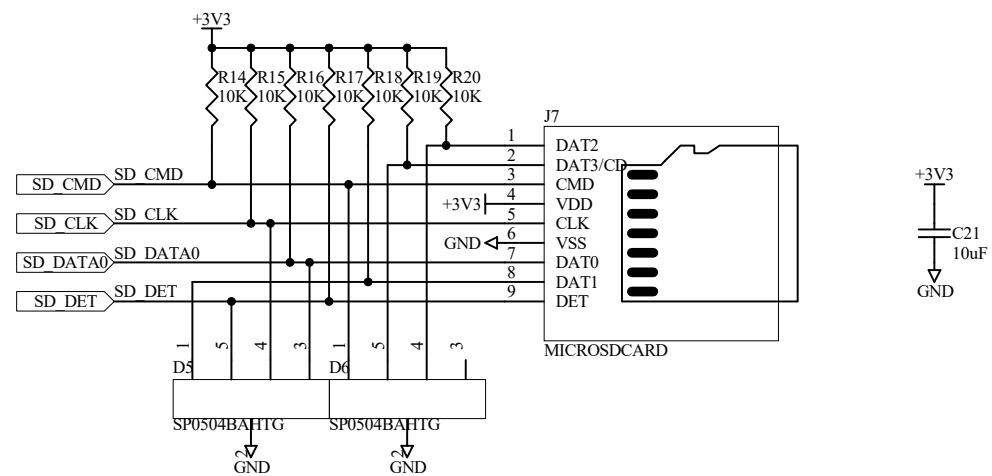 +3V3
R14 R15 R16 R17 R18 R19 R20
10K 10K 10K 10K 10K 10K 10K
J7
1 DAT2
2 DAT3/CD
SD_CMD SD_CMD 3 CMD
+3V3 4 VDD
SD_CLK SD_CLK 5 CLK
GND 6 VSS
SD_DATA0 SD_DATA0 7 DAT0
8 DAT1
SD_DET SD_DET 9 DET
MICROSDCARD
+3V3
C21
10uF
GND
1 5 4 3 1 5 4 3
D5 D6
SP0504BAHTG SP0504BAHTG
2 2
GND GND